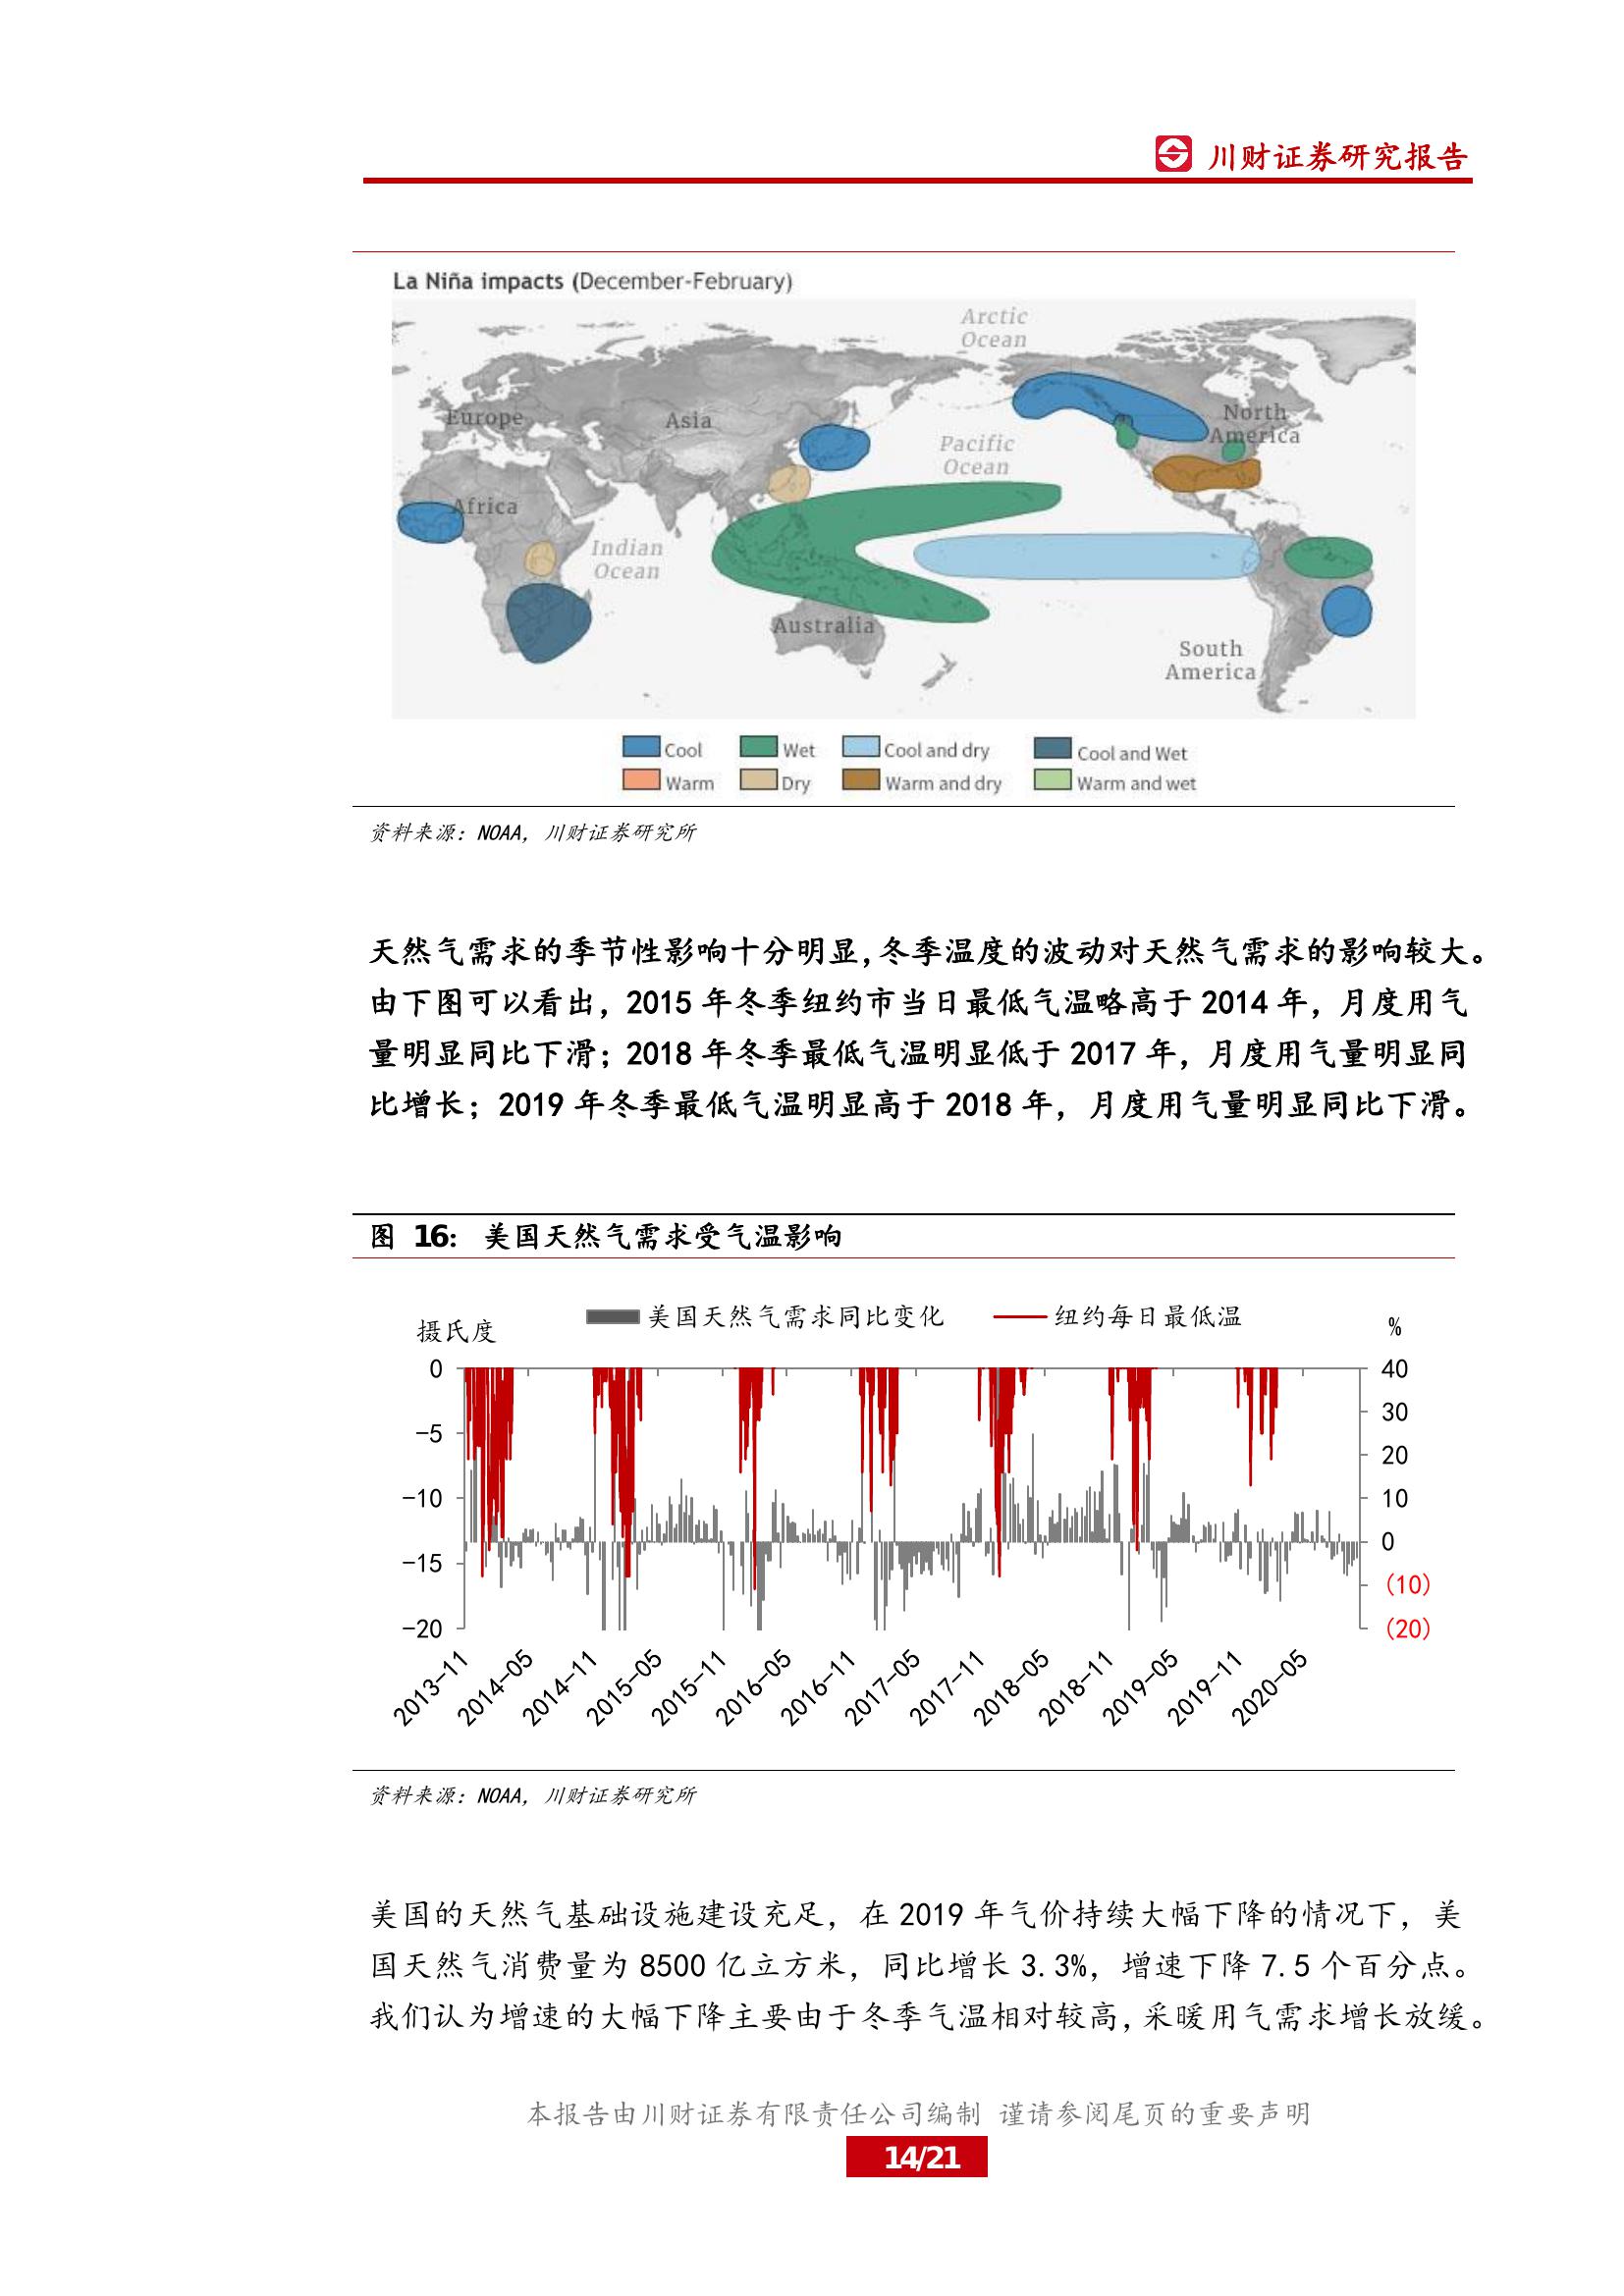 川财证券研究报告
La Niña impacts (December-February)
Arctic
Ocean
Europe
Asia
North
America
Pacific
Ocean
Africa
Indian
Ocean
Australia
South
America
Cool Wet Cool and dry Cool and Wet
Warm Dry Warm and dry Warm and wet
资料来源：NOAA，川财证券研究所
天然气需求的季节性影响十分明显，冬季温度的波动对天然气需求的影响较大。
由下图可以看出，2015 年冬季纽约市当日最低气温略高于 2014 年，月度用气
量明显同比下滑；2018 年冬季最低气温明显低于 2017 年，月度用气量明显同
比增长；2019 年冬季最低气温明显高于 2018 年，月度用气量明显同比下滑。
图 16： 美国天然气需求受气温影响
美国天然气需求同比变化 纽约每日最低温
摄氏度 %
0 40
-5 30
20
-10 10
0
-15 (10)
-20 (20)
2013-11 2014-05 2014-11 2015-05 2015-11 2016-05 2016-11 2017-05 2017-11 2018-05 2018-11 2019-05 2019-11 2020-05
资料来源：NOAA，川财证券研究所
美国的天然气基础设施建设充足，在 2019 年气价持续大幅下降的情况下，美
国天然气消费量为 8500 亿立方米，同比增长 3.3%，增速下降 7.5 个百分点。
我们认为增速的大幅下降主要由于冬季气温相对较高，采暖用气需求增长放缓。
本报告由川财证券有限责任公司编制 谨请参阅尾页的重要声明
14/21